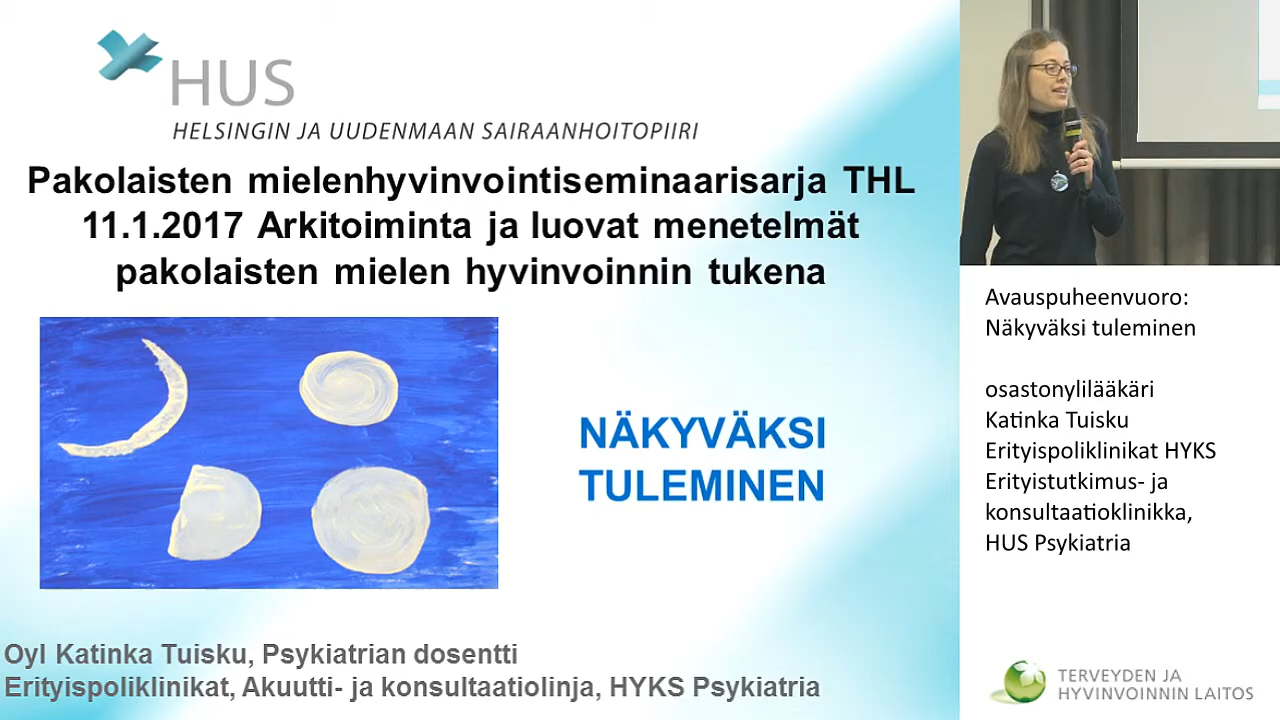 HUS
HELSINGIN JA UUDENMAAN SAIRAANHOITOPIIRI
Pakolaisten mielenhyvinvointiseminaarisarja THL
11.1.2017 Arkitoiminta ja luovat menetelmät
pakolaisten mielen hyvinvoinnin tukena
NÄKYVÄKSI
TULEMINEN
Oyl Katinka Tuisku, Psykiatrian dosentti
Erityispoliklinikat, Akuutti- ja konsultaatiolinja, HYKS Psykiatria
Avauspuheenvuoro:
Näkyväksi tuleminen
osastonylilääkäri
Katinka Tuisku
Erityispoliklinikat HYKS
Erityistutkimus- ja
konsultaatioklinikka,
HUS Psykiatria
TERVEYDEN JA
HYVINVOINNIN LAITOS